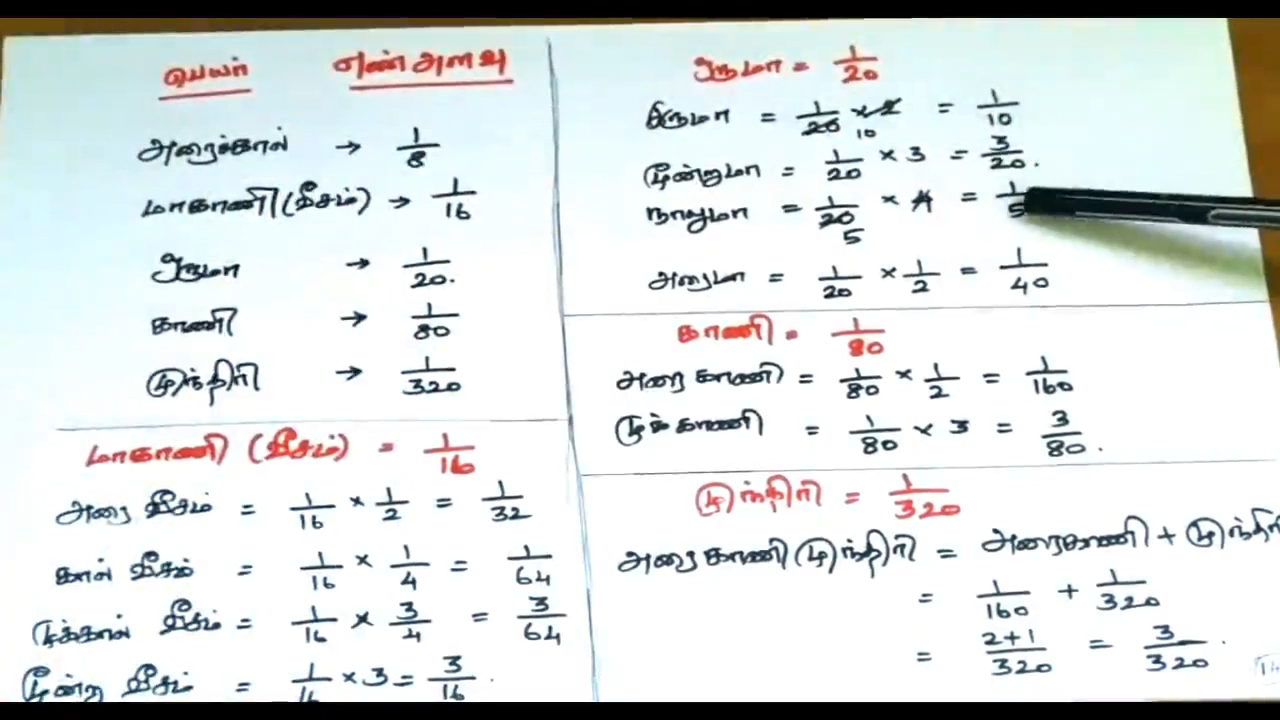 பெயர் எண் அளவு
அரைக்கால் → 1/8
மாகாணி (வீசம்) → 1/16
ஒருமா → 1/20.
காணி → 1/80
முந்திரி → 1/320
மாகாணி (வீசம்) = 1/16
அரை வீசம் = 1/16 × 1/2 = 1/32
கால் வீசம் = 1/16 × 1/4 = 1/64
முக்கால் வீசம் = 1/16 × 3/4 = 3/64
மூன்று வீசம் = 1/16 × 3 = 3/16.
ஒருமா = 1/20
இருமா = 1/20 × 2 = 1/10
10
மூன்றுமா = 1/20 × 3 = 3/20.
நாலுமா = 1/20 × 4 = 1/5
5
அரைமா = 1/20 × 1/2 = 1/40
காணி = 1/80
அரை காணி = 1/80 × 1/2 = 1/160
முக்காணி = 1/80 × 3 = 3/80.
முந்திரி = 1/320
அரைகாணி முந்திரி = அரைகாணி + முந்திரி
= 1/160 + 1/320
= 2+1/320 = 3/320.